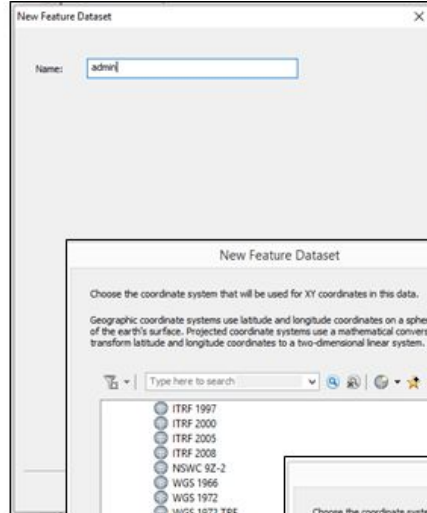 New Feature Dataset
Name: admin
New Feature Dataset
Choose the coordinate system that will be used for XY coordinates in this data.
Geographic coordinate systems use latitude and longitude coordinates on a
of the earth's surface. Projected coordinate systems use a mathematical
transform latitude and longitude coordinates to a two-dimensional linear system.
Type here to search
ITRF 1997
ITRF 2000
ITRF 2005
ITRF 2008
NSWC 9Z-2
WGS 1966
WGS 1972
WGS 1972 TBE
Choose the coordinate